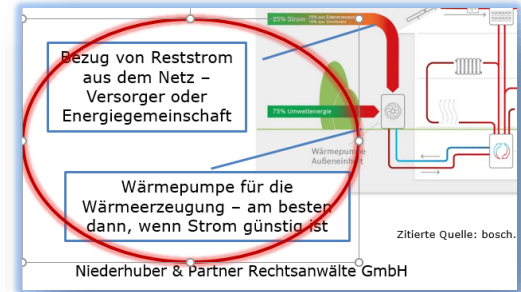 25% Strom
Bezug von Reststrom
aus dem Netz –
Versorger oder
Energiegemeinschaft
75% Umweltenergie
Wärmepumpe
Außeneinheit
Wärmepumpe für die
Wärmeerzeugung – am besten
dann, wenn Strom günstig ist
Zitierte Quelle: bosch.
Niederhuber & Partner Rechtsanwälte GmbH